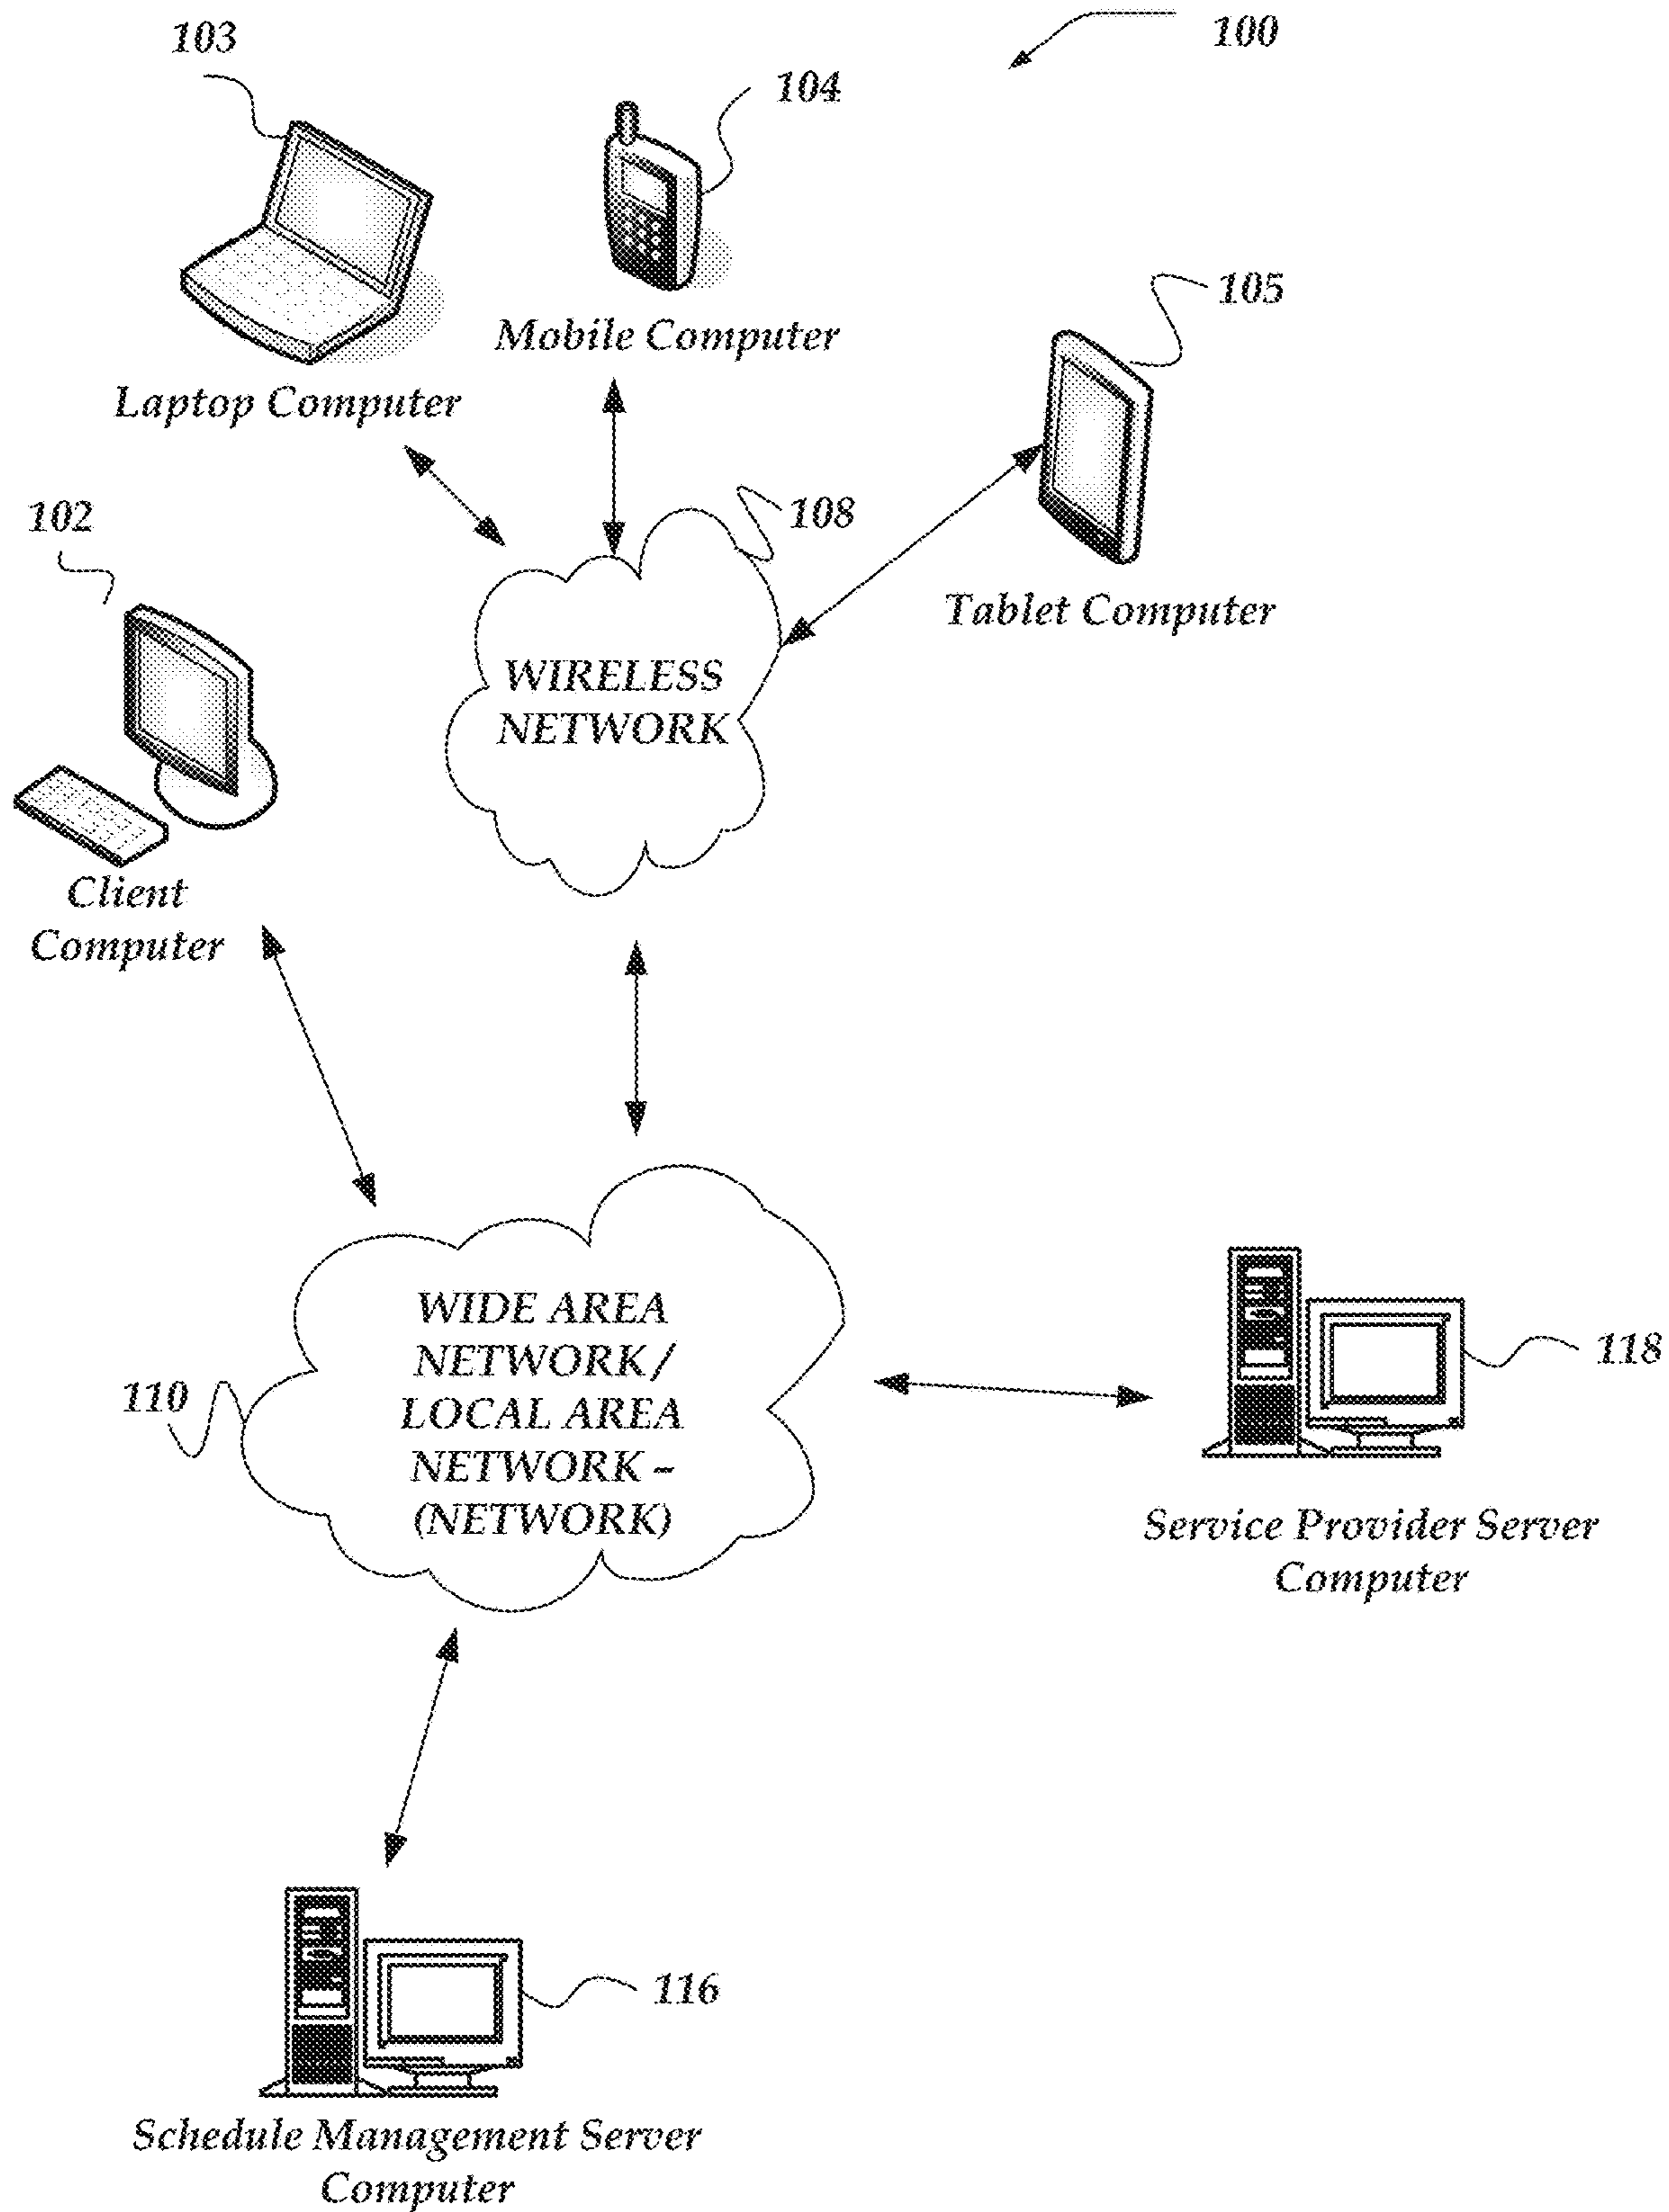 103
100
104
105
Mobile Computer
Laptop Computer
102
108
Tablet Computer
WIRELESS
NETWORK
Client
Computer
WIDE AREA
NETWORK /
LOCAL AREA
NETWORK –
(NETWORK)
110
118
Service Provider Server
Computer
116
Schedule Management Server
Computer